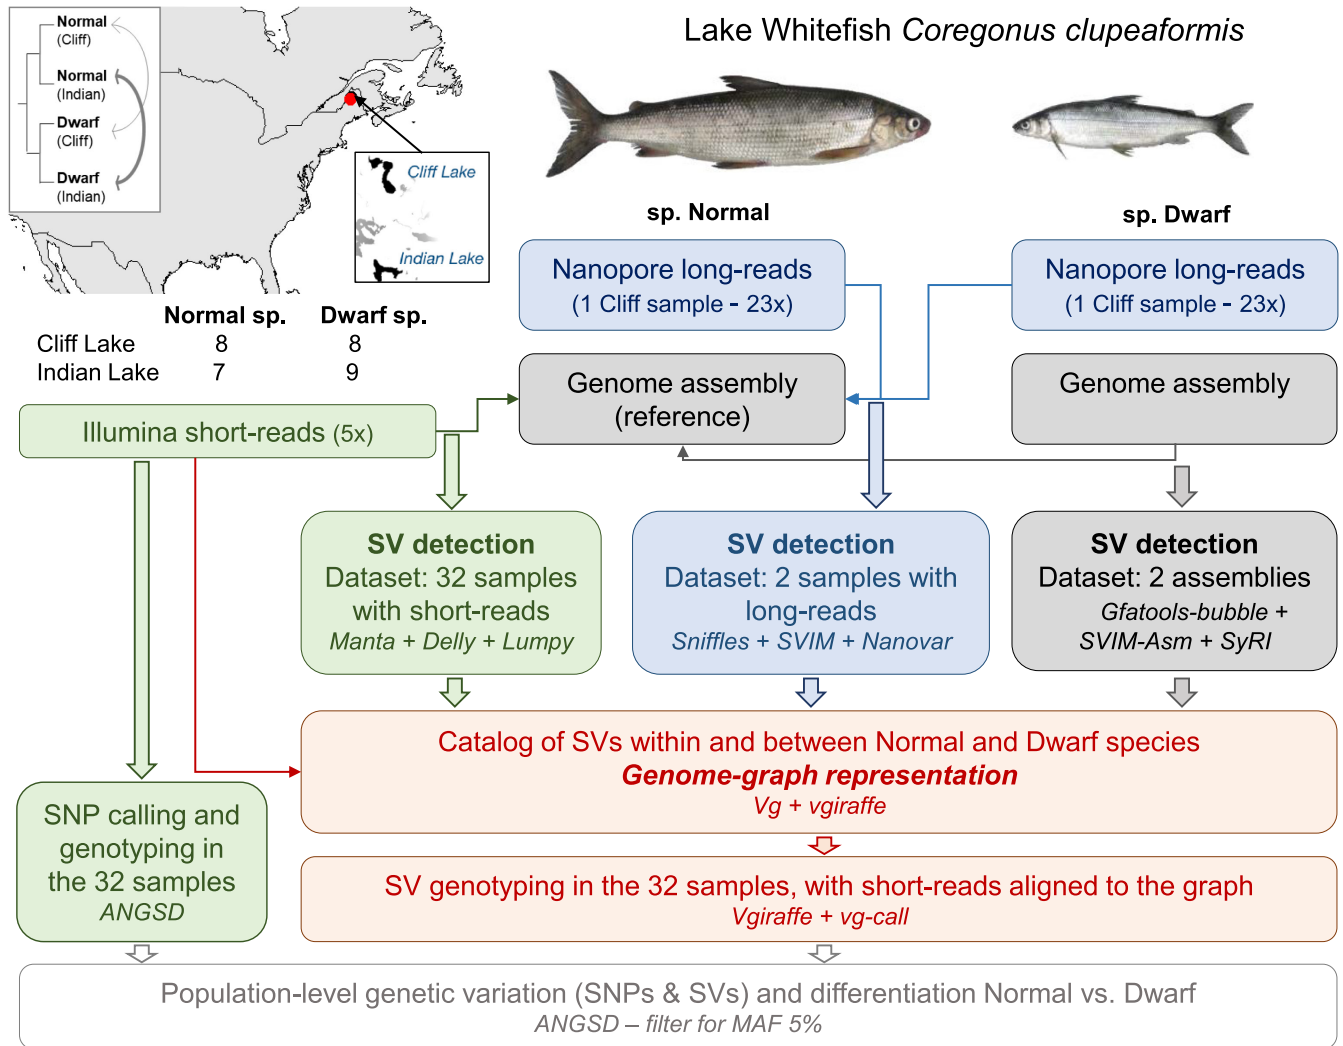 Normal
(Cliff)
Normal
(Indian)
Dwarf
(Cliff)
Dwarf
(Indian)
Cliff Lake
Indian Lake
Lake Whitefish Coregonus clupeaformis
sp. Normal
sp. Dwarf
Normal sp. Dwarf sp.
Cliff Lake 8 8
Indian Lake 7 9
Nanopore long-reads
(1 Cliff sample - 23x)
Nanopore long-reads
(1 Cliff sample - 23x)
Genome assembly
(reference)
Genome assembly
Illumina short-reads (5x)
SV detection
Dataset: 32 samples
with short-reads
Manta + Delly + Lumpy
SV detection
Dataset: 2 samples with
long-reads
Sniffles + SVIM + Nanovar
SV detection
Dataset: 2 assemblies
Gfatools-bubble +
SVIM-Asm + SyRI
Catalog of SVs within and between Normal and Dwarf species
Genome-graph representation
Vg + vgiraffe
SNP calling and
genotyping in
the 32 samples
ANGSD
SV genotyping in the 32 samples, with short-reads aligned to the graph
Vgiraffe + vg-call
Population-level genetic variation (SNPs & SVs) and differentiation Normal vs. Dwarf
ANGSD – filter for MAF 5%